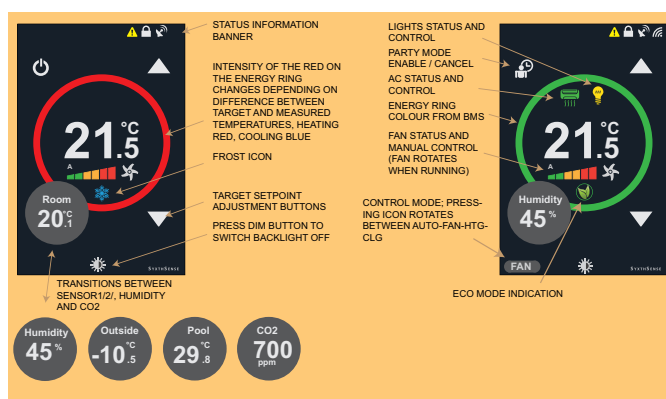 STATUS INFORMATION
BANNER
INTENSITY OF THE RED ON
THE ENERGY RING
CHANGES DEPENDING ON
DIFFERENCE BETWEEN
TARGET AND MEASURED
TEMPERATURES, HEATING
RED, COOLING BLUE
FROST ICON
TARGET SETPOINT
ADJUSTMENT BUTTONS
PRESS DIM BUTTON TO
SWITCH BACKLIGHT OFF
21.5 °C
A
Room
20.1 °C
SYNTHSENSE
TRANSITIONS BETWEEN
SENSOR1/2/, HUMIDITY
AND CO2
Humidity
45 %
Outside
-10.5 °C
Pool
29.8 °C
CO2
700
ppm
LIGHTS STATUS AND
CONTROL
PARTY MODE
ENABLE / CANCEL
AC STATUS AND
CONTROL
ENERGY RING
COLOUR FROM BMS
FAN STATUS AND
MANUAL CONTROL
(FAN ROTATES
WHEN RUNNING)
CONTROL MODE; PRESS-
ING ICON ROTATES
BETWEEN AUTO-FAN-HTG-
CLG
21.5 °C
A
Humidity
45 %
FAN
SYNTHSENSE
ECO MODE INDICATION